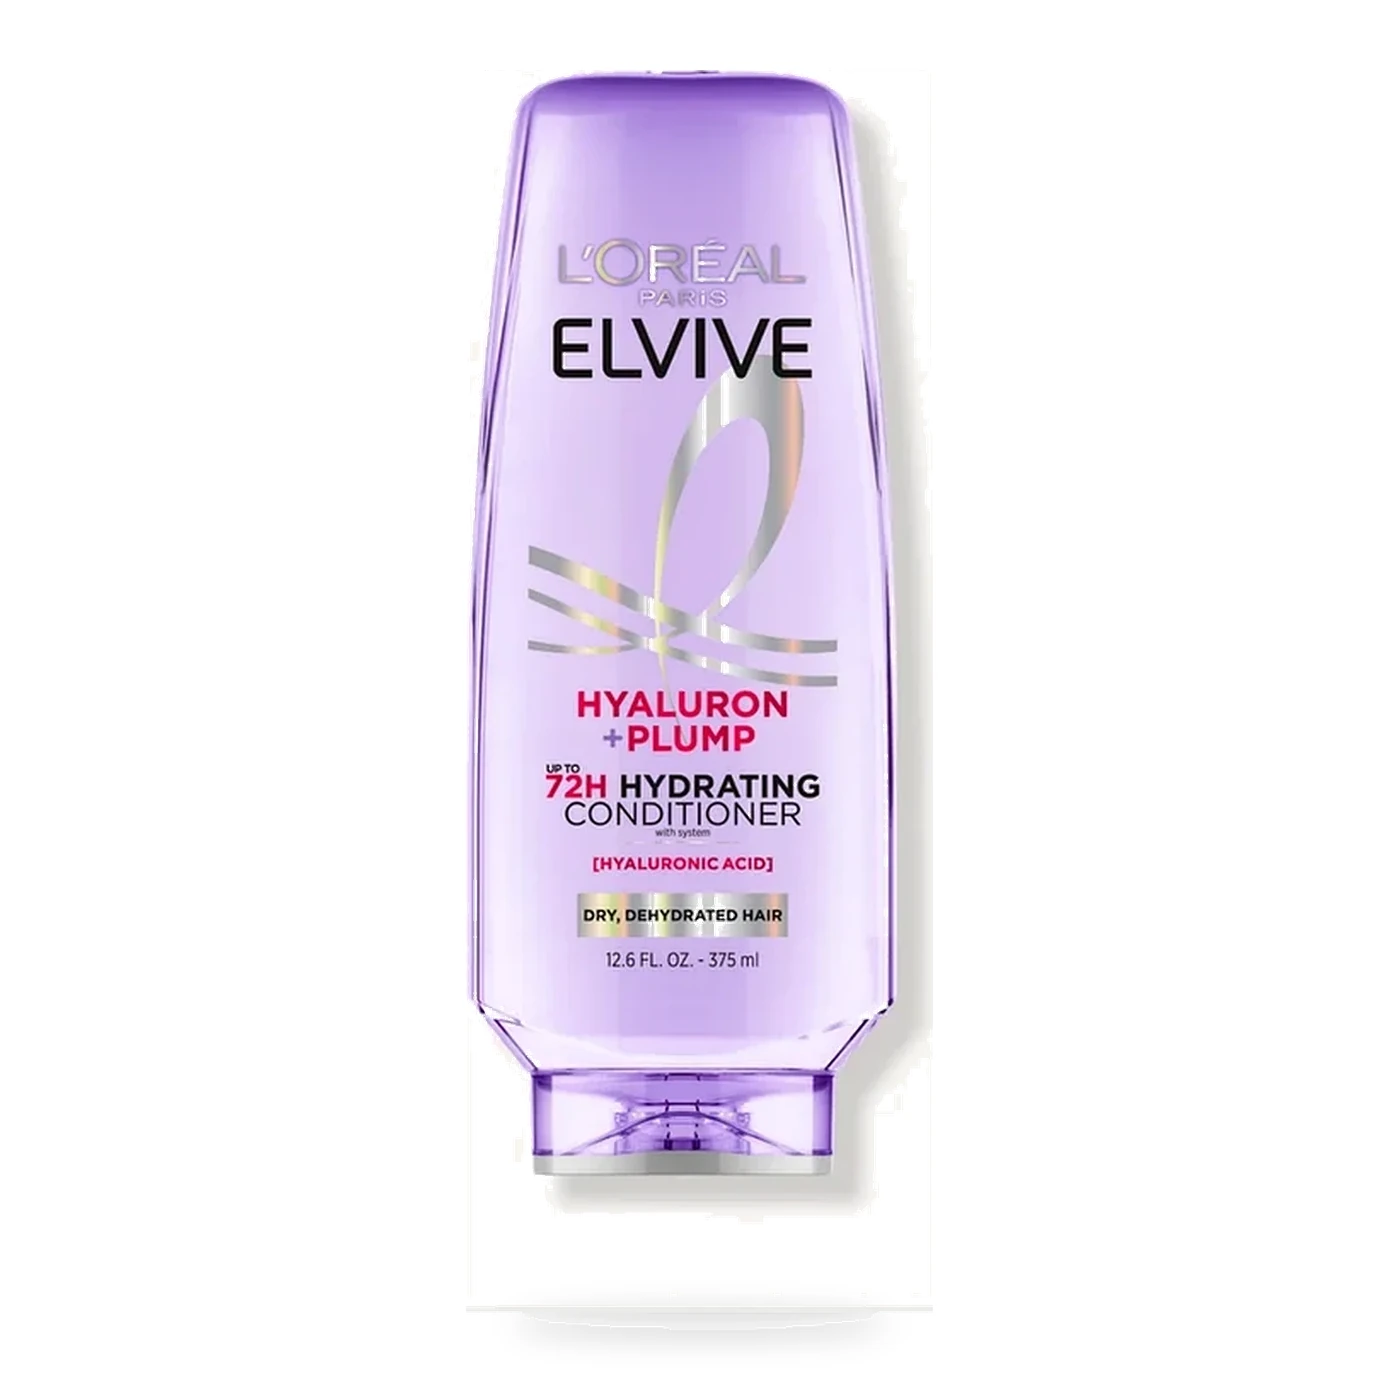 L'ORÉAL
PARIS
ELVIVE
HYALURON
+PLUMP
UP TO
72H HYDRATING
CONDITIONER
with system
[HYALURONIC ACID]
DRY, DEHYDRATED HAIR
12.6 FL. OZ. - 375 ml